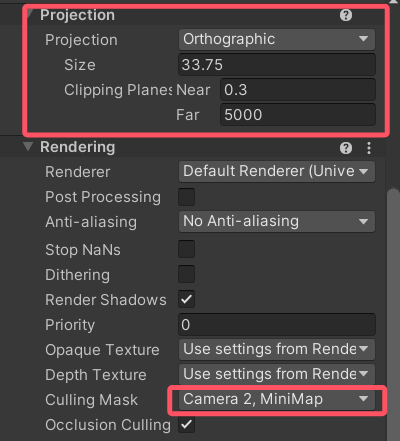 Projection
Projection Orthographic
Size 33.75
Clipping Planes Near 0.3
Far 5000
Rendering
Renderer Default Renderer (Unive
Post Processing
Anti-aliasing No Anti-aliasing
Stop NaNs
Dithering
Render Shadows
Priority 0
Opaque Texture Use settings from Rende
Depth Texture Use settings from Rende
Culling Mask Camera 2, MiniMap
Occlusion Culling